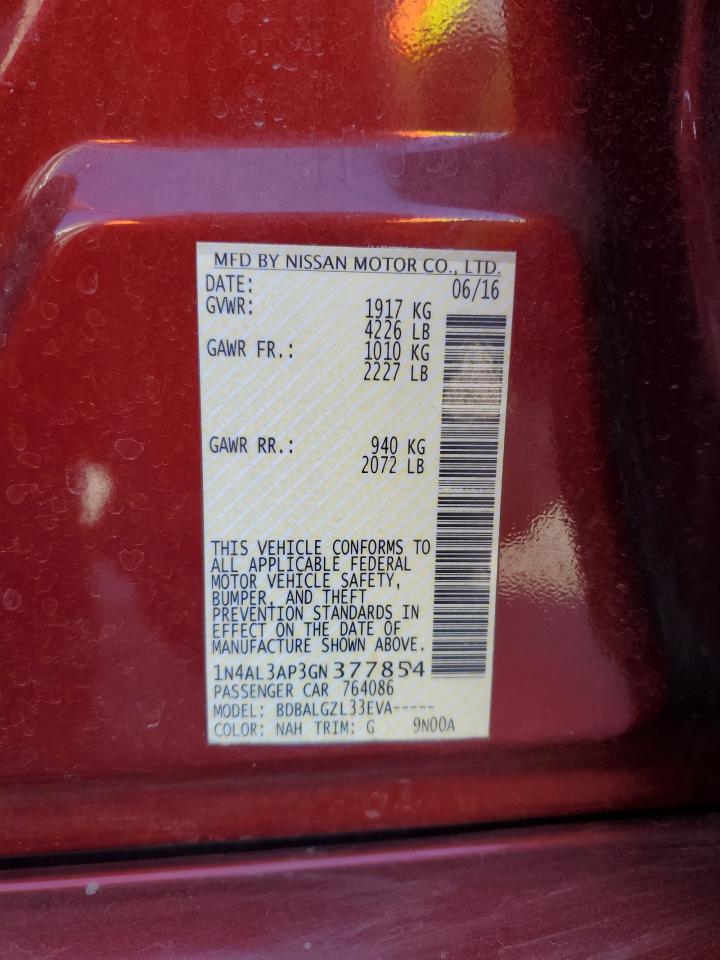 MFD BY NISSAN MOTOR CO., LTD.
DATE: 06/16
GVWR: 1917 KG
4226 LB
GAWR FR.: 1010 KG
2227 LB
GAWR RR.: 940 KG
2072 LB
THIS VEHICLE CONFORMS TO
ALL APPLICABLE FEDERAL
MOTOR VEHICLE SAFETY,
BUMPER, AND THEFT
PREVENTION STANDARDS IN
EFFECT ON THE DATE OF
MANUFACTURE SHOWN ABOVE.
1N4AL3AP3GN377854
PASSENGER CAR 764086
MODEL: BDBALGZL33EVA-----
COLOR: NAH TRIM: G 9N00A